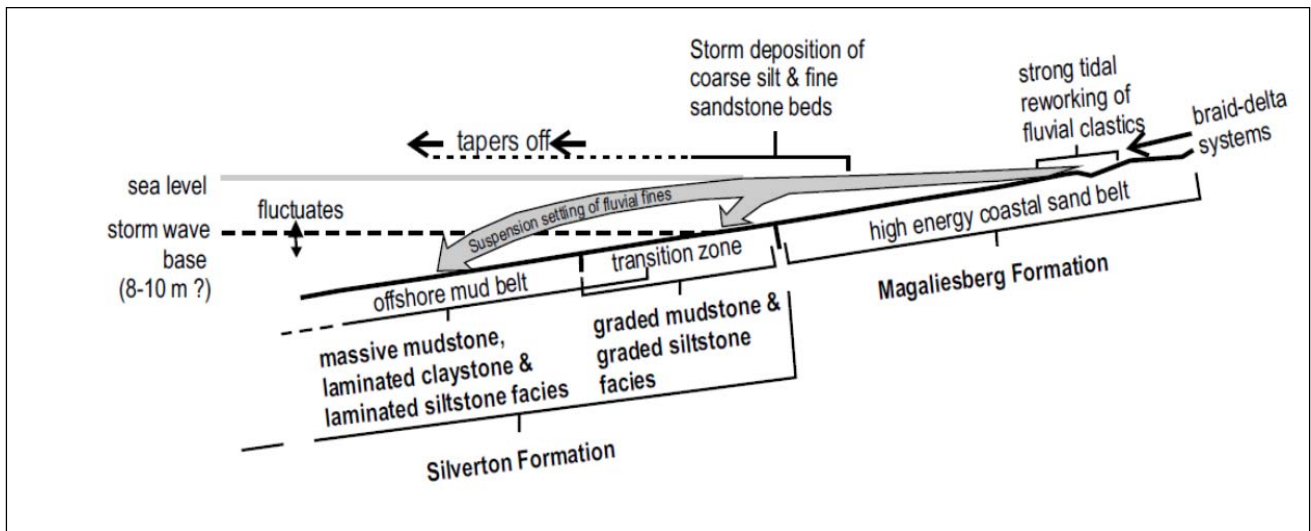 Storm deposition of
coarse silt & fine
sandstone beds
strong tidal
reworking of
fluvial clastics
braid-delta
systems
tapers off
sea level
fluctuates
storm wave
base
(8-10 m ?)
Suspension settling of fluvial fines
high energy coastal sand belt
transition zone
offshore mud belt
Magaliesberg Formation
graded mudstone &
graded siltstone
facies
massive mudstone,
laminated claystone &
laminated siltstone facies
Silverton Formation